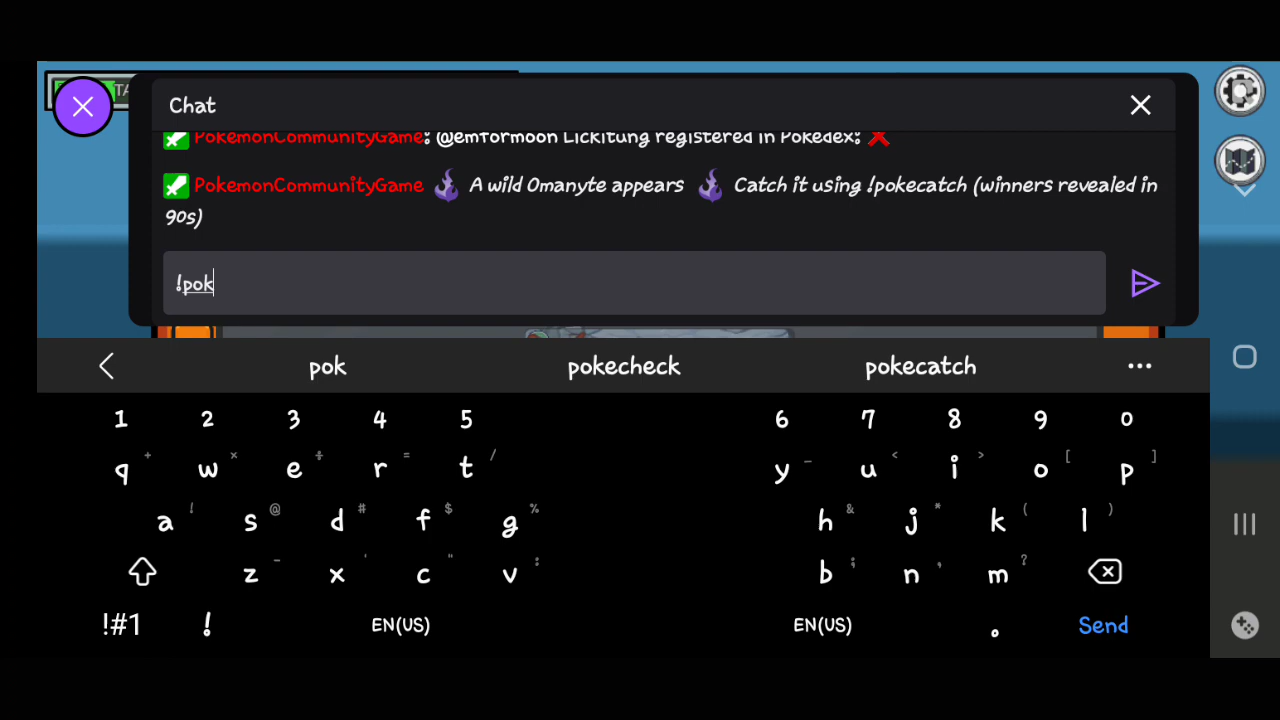 TA
Chat
PokemonCommunityGame: @emformoon Lickitung registered in Pokedex: ❌
PokemonCommunityGame A wild Omanyte appears Catch it using !pokecatch (winners revealed in
90s)
!pok
pok pokecheck pokecatch ...
1 2 3 4 5 6 7 8 9 0
q + w × e ÷ r = t / y _ u < i > o [ p ]
a ! s @ d # f $ g % h & j * k ( l )
z - x ' c " v : b ; n , m ?
!#1 ! EN(US) EN(US) . Send